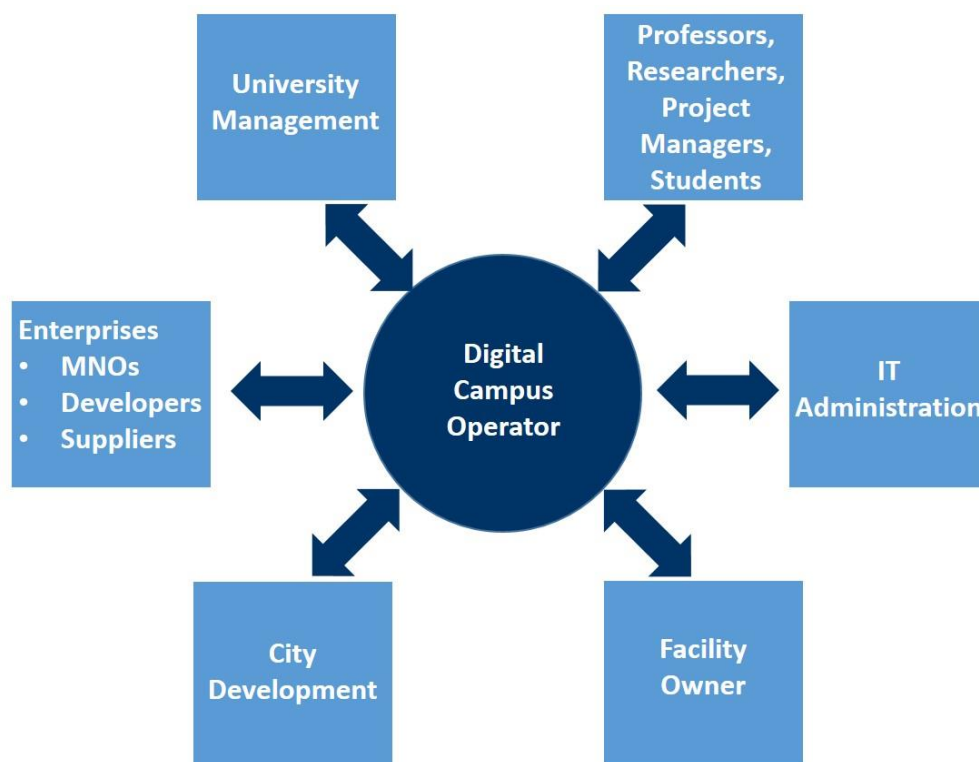 University
Management
Professors,
Researchers,
Project
Managers,
Students
Enterprises
• MNOs
• Developers
• Suppliers
Digital
Campus
Operator
IT
Administration
City
Development
Facility
Owner